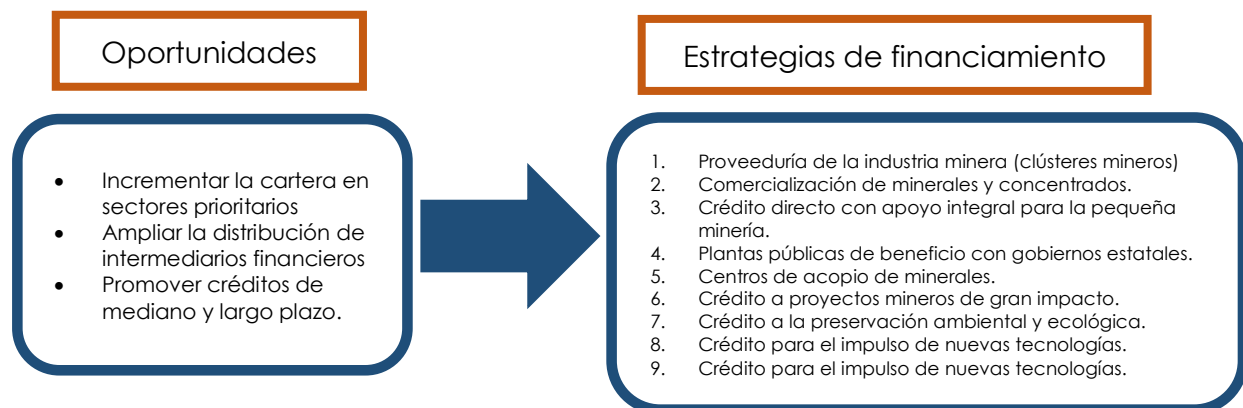 Oportunidades
• Incrementar la cartera en
sectores prioritarios
• Ampliar la distribución de
intermediarios financieros
• Promover créditos de
mediano y largo plazo.
Estrategias de financiamiento
1. Proveeduría de la industria minera (clústeres mineros)
2. Comercialización de minerales y concentrados.
3. Crédito directo con apoyo integral para la pequeña
minería.
4. Plantas públicas de beneficio con gobiernos estatales.
5. Centros de acopio de minerales.
6. Crédito a proyectos mineros de gran impacto.
7. Crédito a la preservación ambiental y ecológica.
8. Crédito para el impulso de nuevas tecnologías.
9. Crédito para el impulso de nuevas tecnologías.